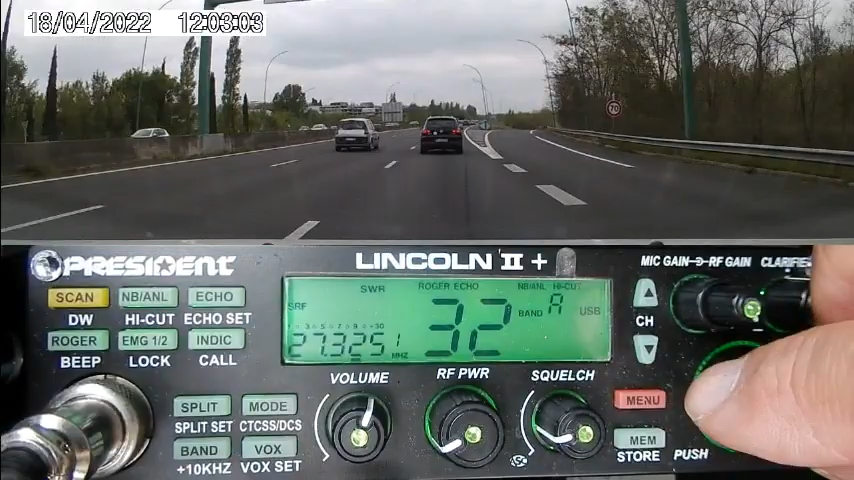 18/04/2022 12:03:03
70
PRESIDENT LINCOLN II + MIC GAIN RF GAIN CLARIFIE
SCAN NB/ANL ECHO
DW HI-CUT ECHO SET
ROGER EMG 1/2 INDIC
BEEP LOCK CALL
SWR ROGER ECHO NB/ANL HI-CUT
SRF 32 BAND A USB
27.3251 MHZ
CH
VOLUME RF PWR SQUELCH
SPLIT MODE MENU
SPLIT SET CTCSS/DCS
BAND VOX MEM
+10KHZ VOX SET STORE PUSH
ASC